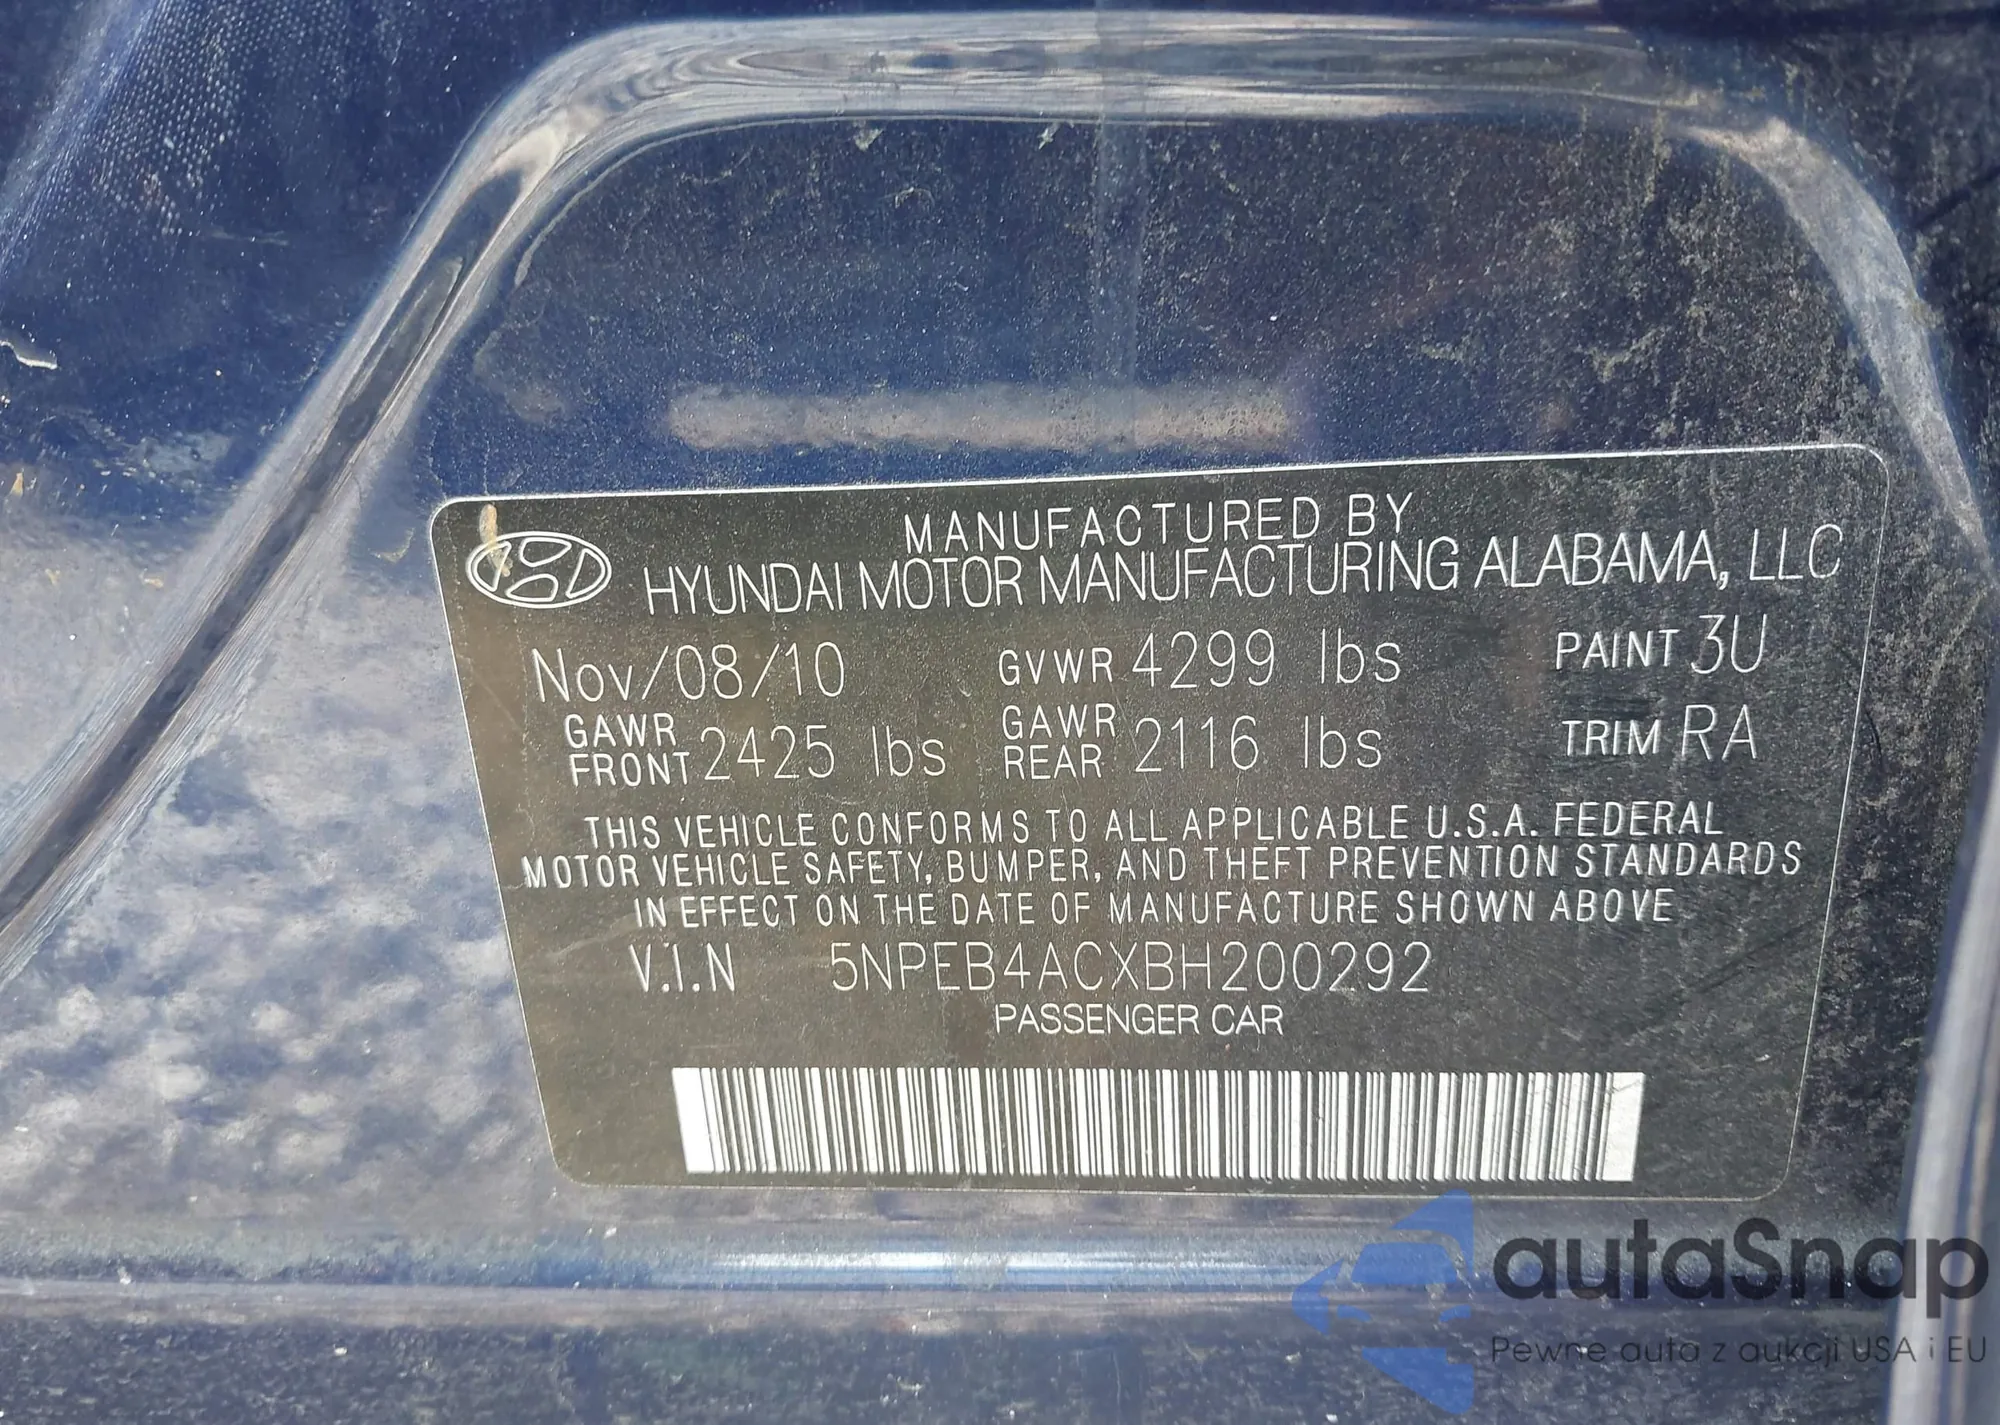 MANUFACTURED BY
HYUNDAI MOTOR MANUFACTURING ALABAMA, LLC
Nov/08/10 GVWR 4299 lbs PAINT 3U
GAWR FRONT 2425 lbs GAWR REAR 2116 lbs TRIM RA
THIS VEHICLE CONFORMS TO ALL APPLICABLE U.S.A. FEDERAL
MOTOR VEHICLE SAFETY, BUMPER, AND THEFT PREVENTION STANDARDS
IN EFFECT ON THE DATE OF MANUFACTURE SHOWN ABOVE
V.I.N 5NPEB4ACXBH200292
PASSENGER CAR
autaSnap
Pewne auta z aukcji USA i EU